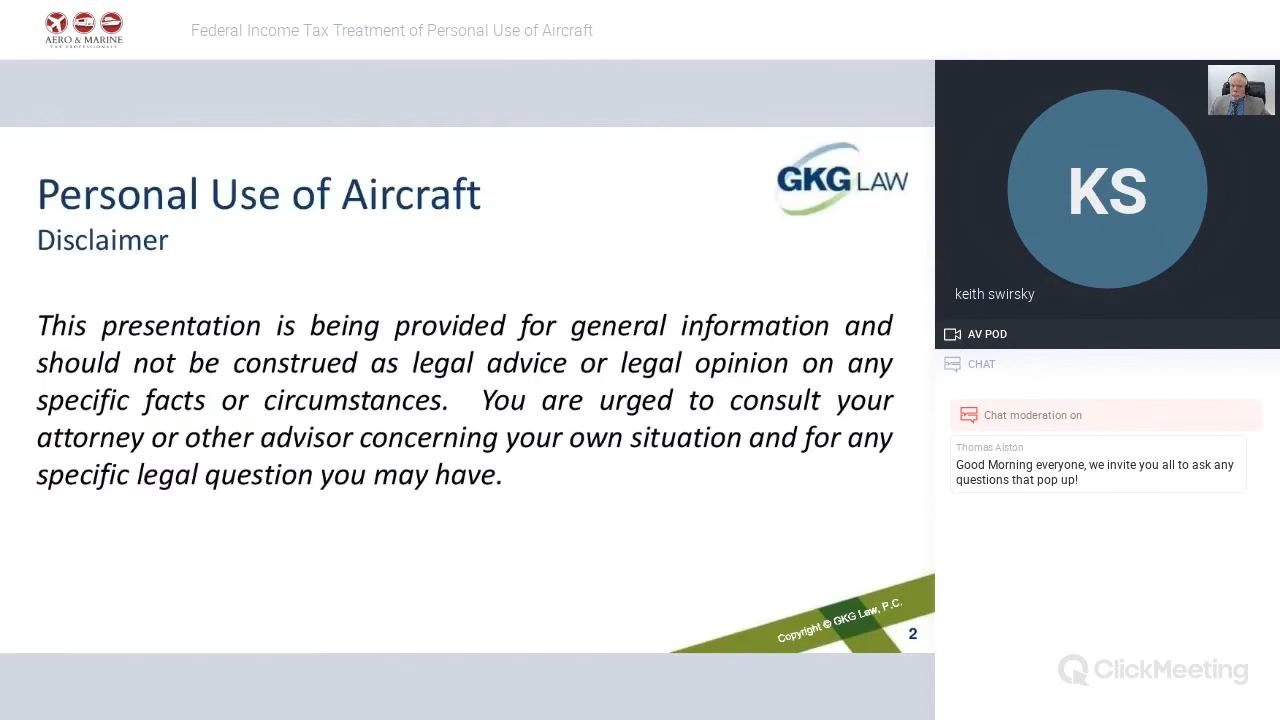 AERO & MARINE
TAX PROFESSIONALS
Federal Income Tax Treatment of Personal Use of Aircraft
GKG LAW
Personal Use of Aircraft
Disclaimer
This presentation is being provided for general information and
should not be construed as legal advice or legal opinion on any
specific facts or circumstances. You are urged to consult your
attorney or other advisor concerning your own situation and for any
specific legal question you may have.
Copyright © GKG Law, P.C.
2
KS
keith swirsky
AV POD
CHAT
Chat moderation on
Thomas Alston
Good Morning everyone, we invite you all to ask any
questions that pop up!
ClickMeeting